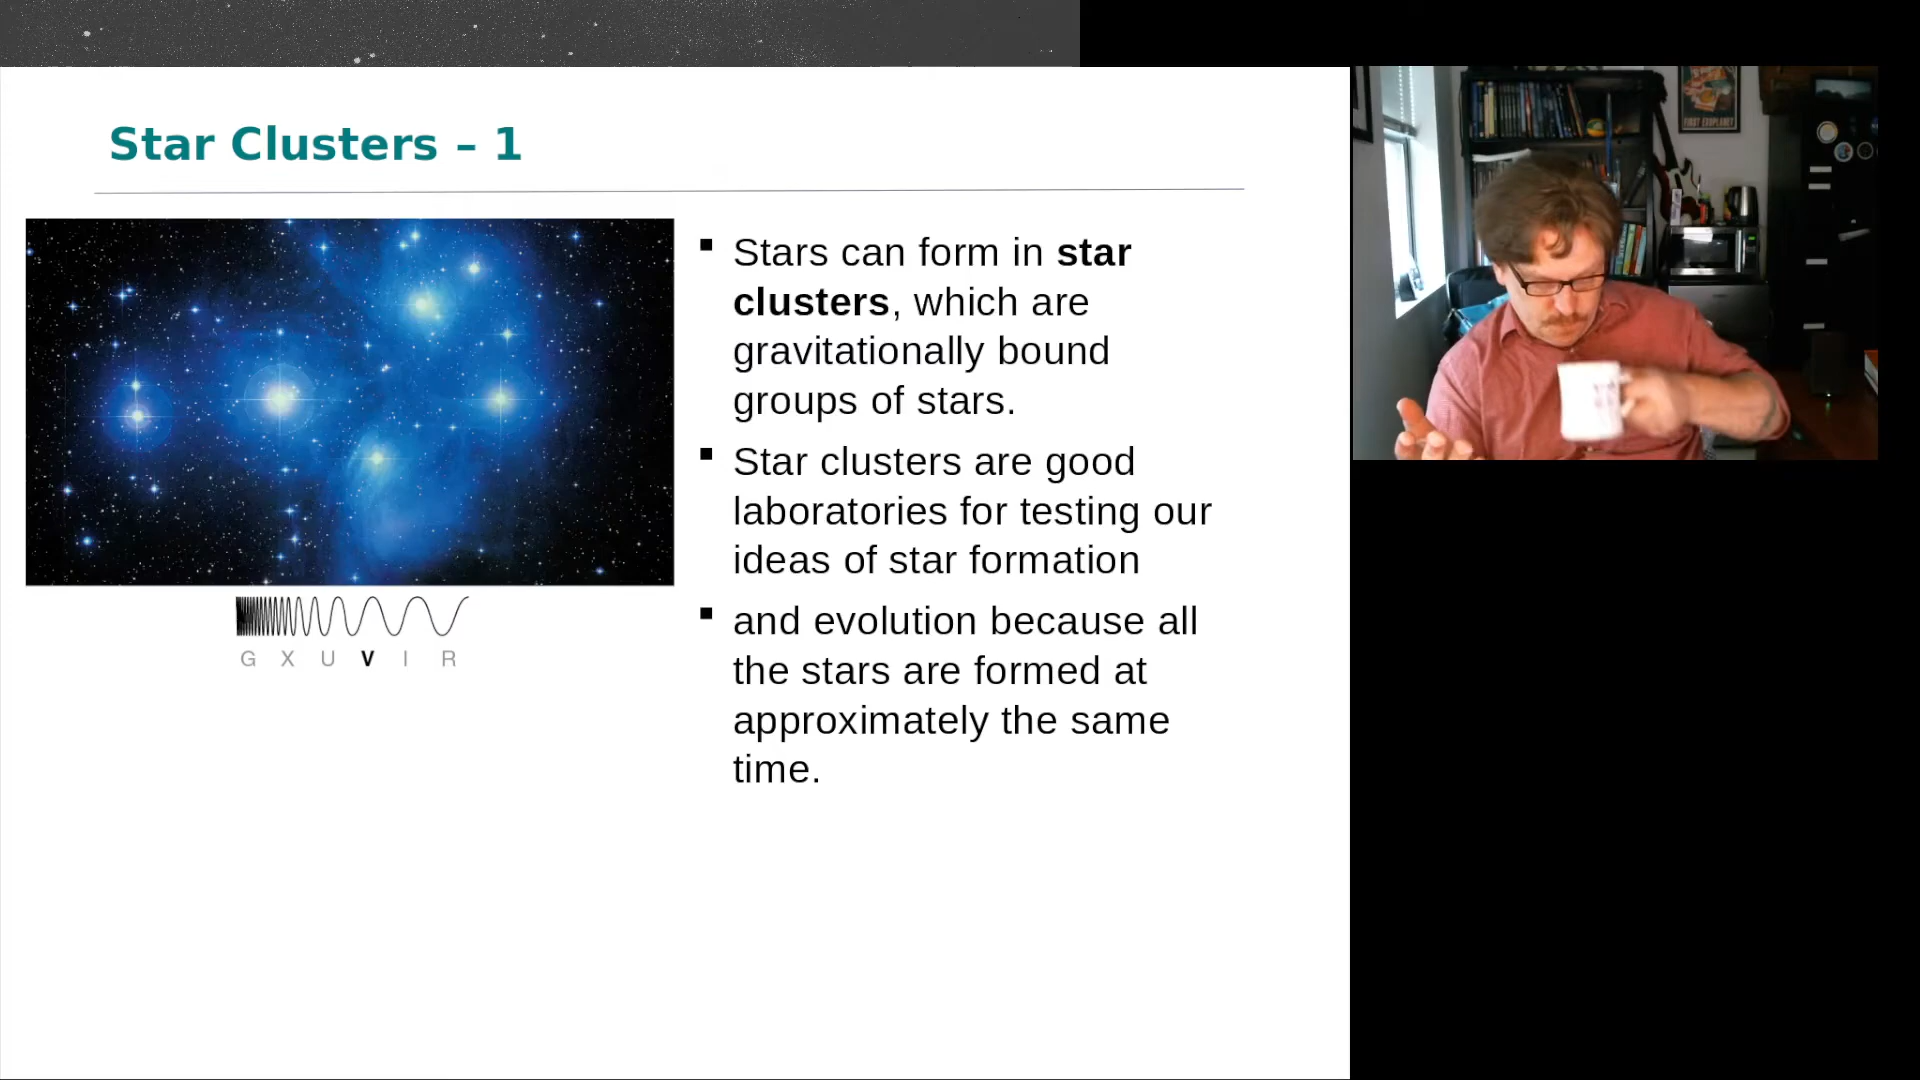 Star Clusters – 1
Stars can form in star
clusters, which are
gravitationally bound
groups of stars.
Star clusters are good
laboratories for testing our
ideas of star formation
and evolution because all
the stars are formed at
approximately the same
time.
G X U V I R
FIRST EXOPLANET